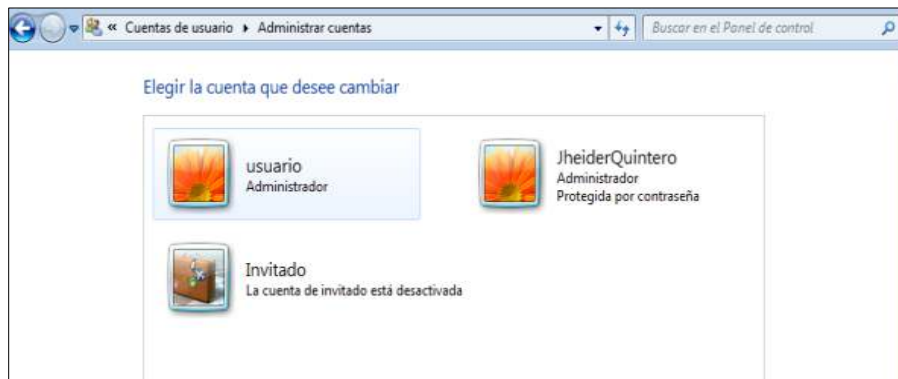 « Cuentas de usuario ▸ Administrar cuentas
Buscar en el Panel de control
Elegir la cuenta que desee cambiar
usuario
Administrador
JheiderQuintero
Administrador
Protegida por contraseña
Invitado
La cuenta de invitado está desactivada